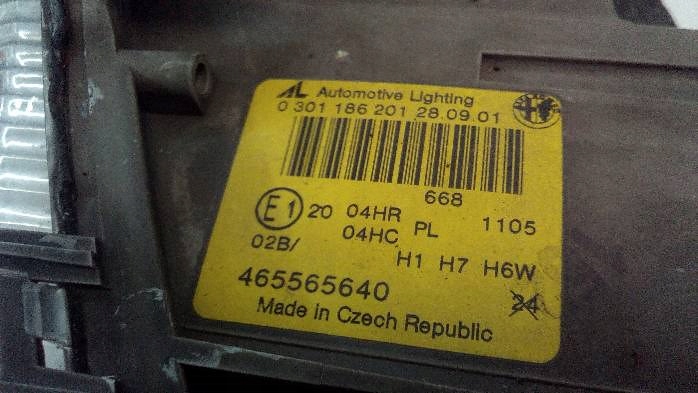 AL Automotive Lighting
0 301 186 201 28.09.01
668
E1 20 04HR PL 1105
02B/ 04HC
H1 H7 H6W
465565640 24
Made in Czech Republic